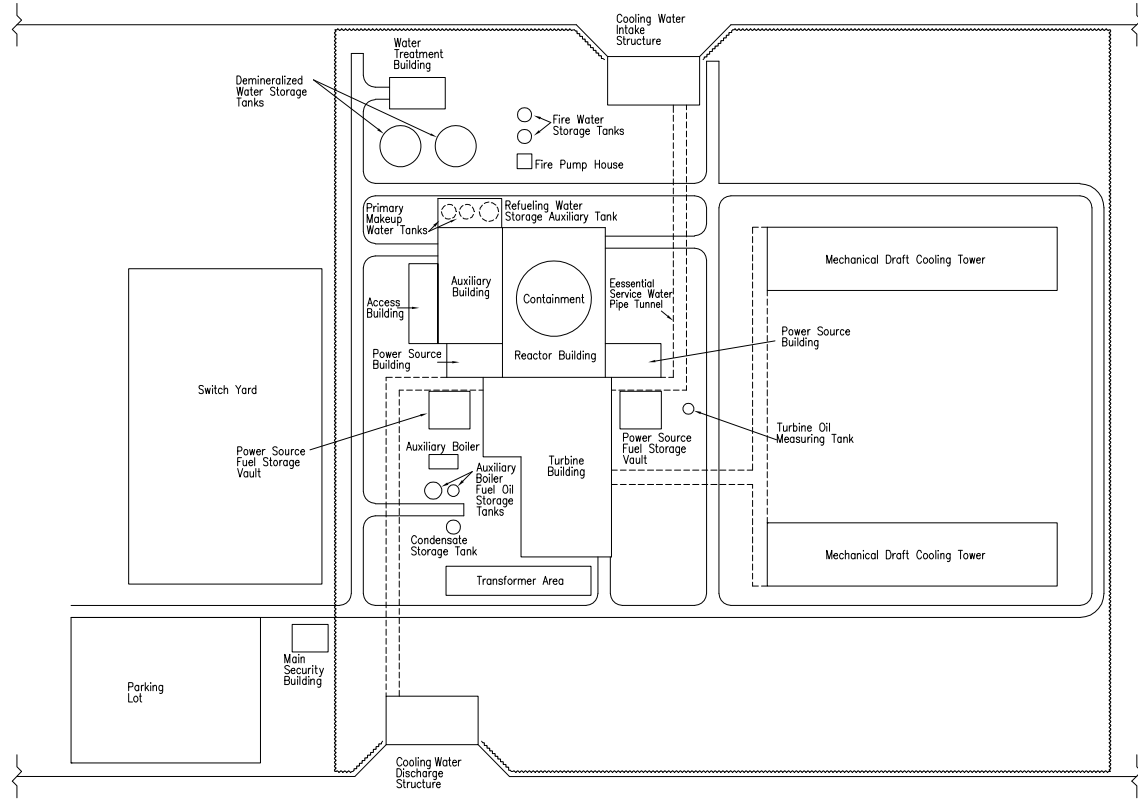 Cooling Water
Intake
Structure
Water
Treatment
Building
Demineralized
Water Storage
Tanks
Fire Water
Storage Tanks
Fire Pump House
Primary
Makeup
Water Tanks
Refueling Water
Storage Auxiliary Tank
Mechanical Draft Cooling Tower
Auxiliary
Building
Containment
Eessential
Service Water
Pipe Tunnel
Access
Building
Power Source
Building
Reactor Building
Power Source
Building
Switch Yard
Power Source
Fuel Storage
Vault
Auxiliary Boiler
Auxiliary
Boiler
Fuel Oil
Storage
Tanks
Turbine
Building
Power Source
Fuel Storage
Vault
Turbine Oil
Measuring Tank
Condensate
Storage Tank
Mechanical Draft Cooling Tower
Transformer Area
Main
Security
Building
Parking
Lot
Cooling Water
Discharge
Structure